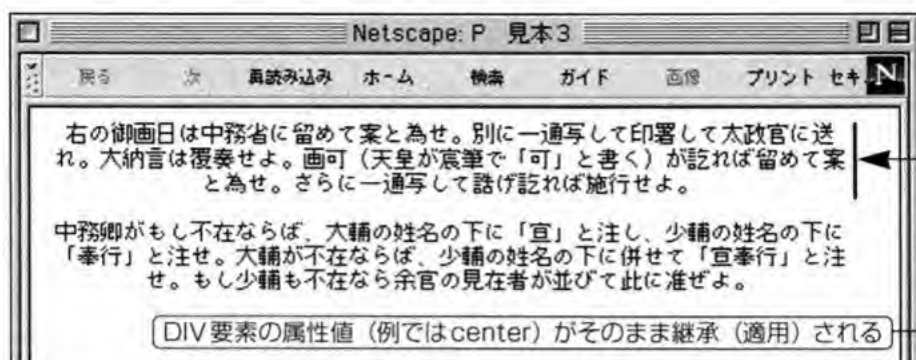 Netscape: P 見本3
戻る 次 再読み込み ホーム 検索 ガイド 画像 プリント セキ N
右の御画日は中務省に留めて案と為せ。別に一通写して印署して太政官に送
れ。大納言は覆奏せよ。画可（天皇が宸筆で「可」と書く）が訖れば留めて案
と為せ。さらに一通写して誥げ訖れば施行せよ。
中務卿がもし不在ならば、大輔の姓名の下に「宣」と注し、少輔の姓名の下に
「奉行」と注せ。大輔が不在ならば、少輔の姓名の下に併せて「宣奉行」と注
せ。もし少輔も不在なら余官の見在者が並びて此に准ぜよ。
DIV要素の属性値（例ではcenter）がそのまま継承（適用）される